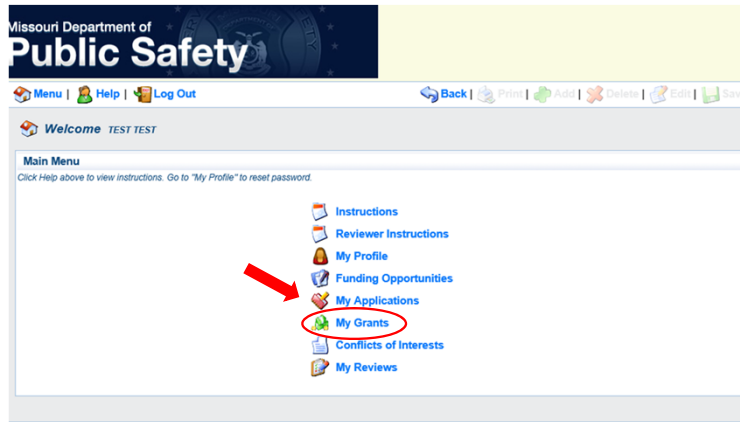 Missouri Department of
Public Safety
Menu | Help | Log Out
Back | Print | Add | Delete | Edit | Save
Welcome TEST TEST
Main Menu
Click Help above to view instructions. Go to "My Profile" to reset password.
Instructions
Reviewer Instructions
My Profile
Funding Opportunities
My Applications
My Grants
Conflicts of Interests
My Reviews